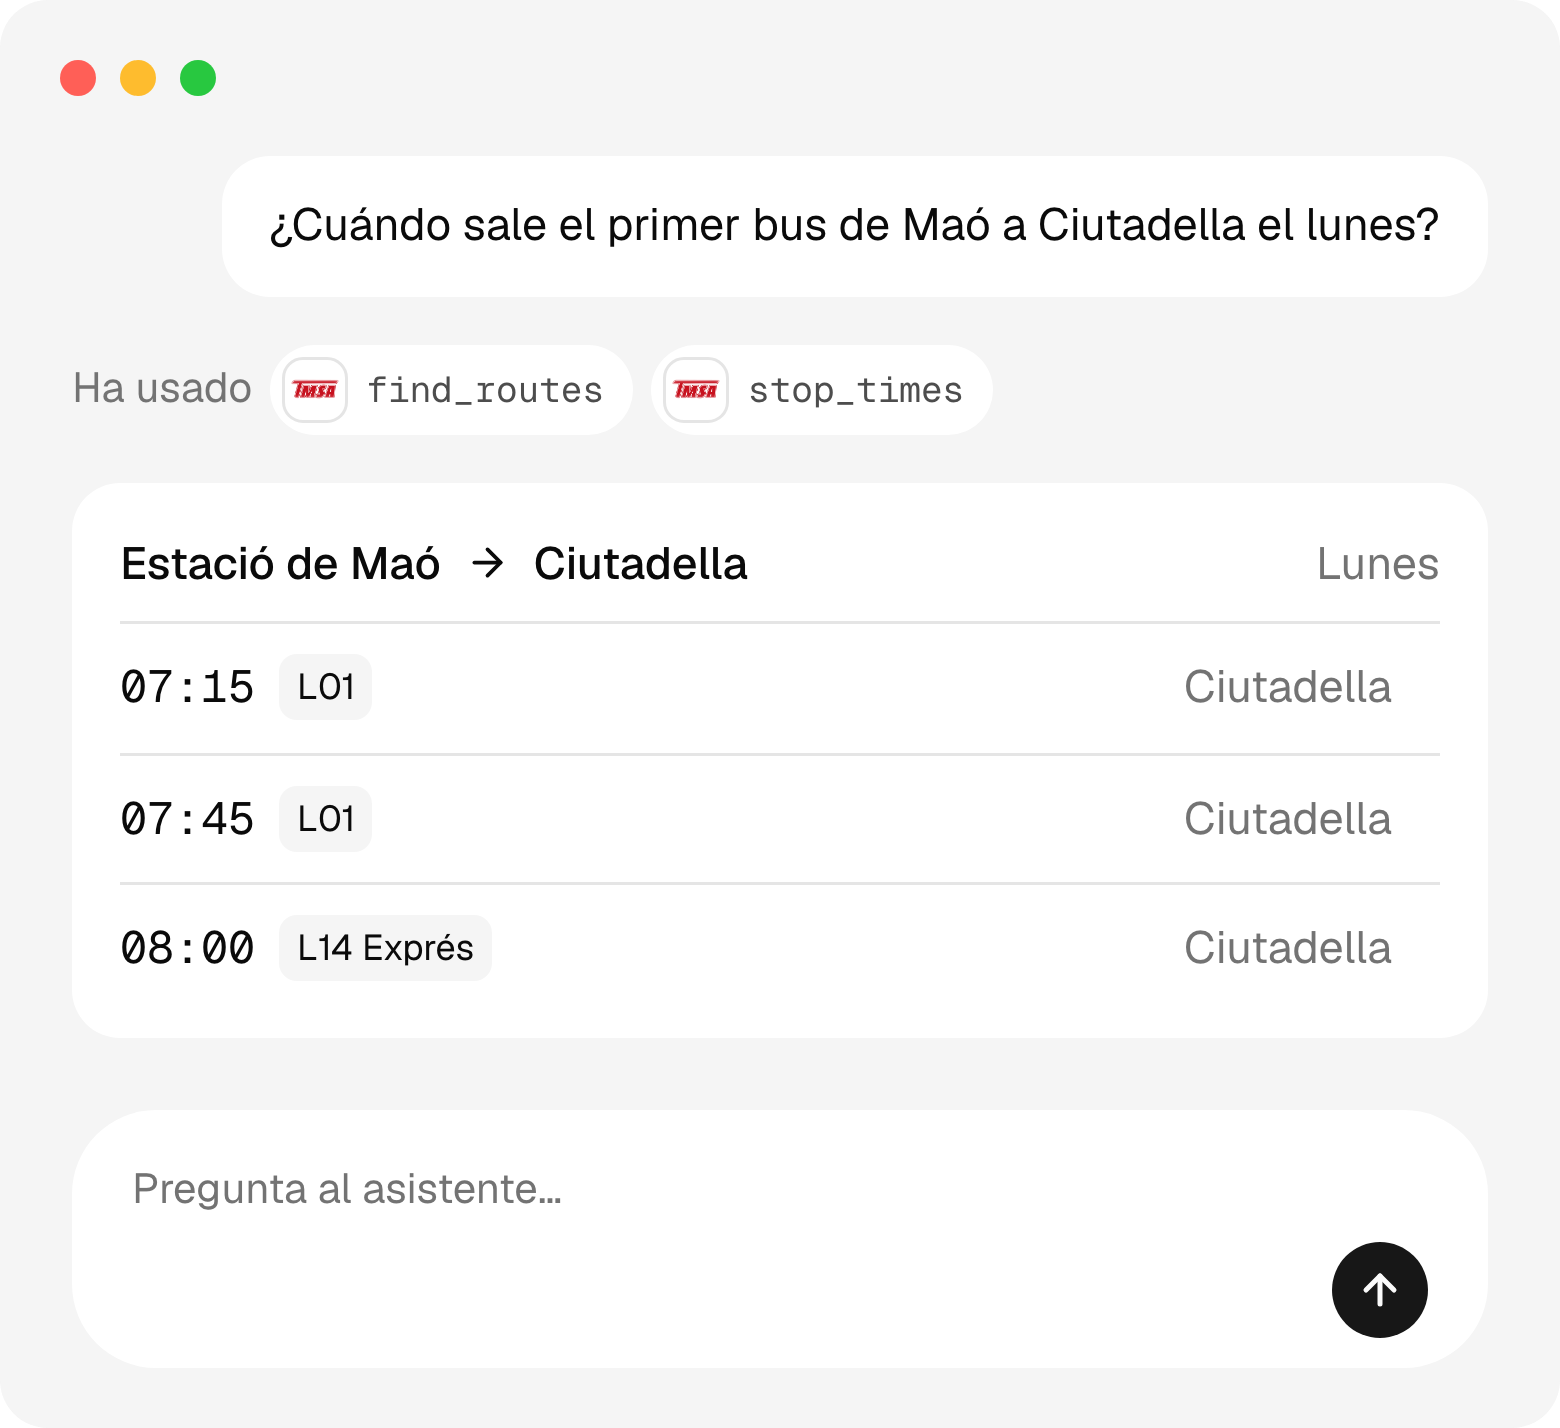 ¿Cuándo sale el primer bus de Maó a Ciutadella el lunes?
Ha usado TMSA find_routes TMSA stop_times
Estació de Maó → Ciutadella Lunes
07:15 L01 Ciutadella
07:45 L01 Ciutadella
08:00 L14 Exprés Ciutadella
Pregunta al asistente...